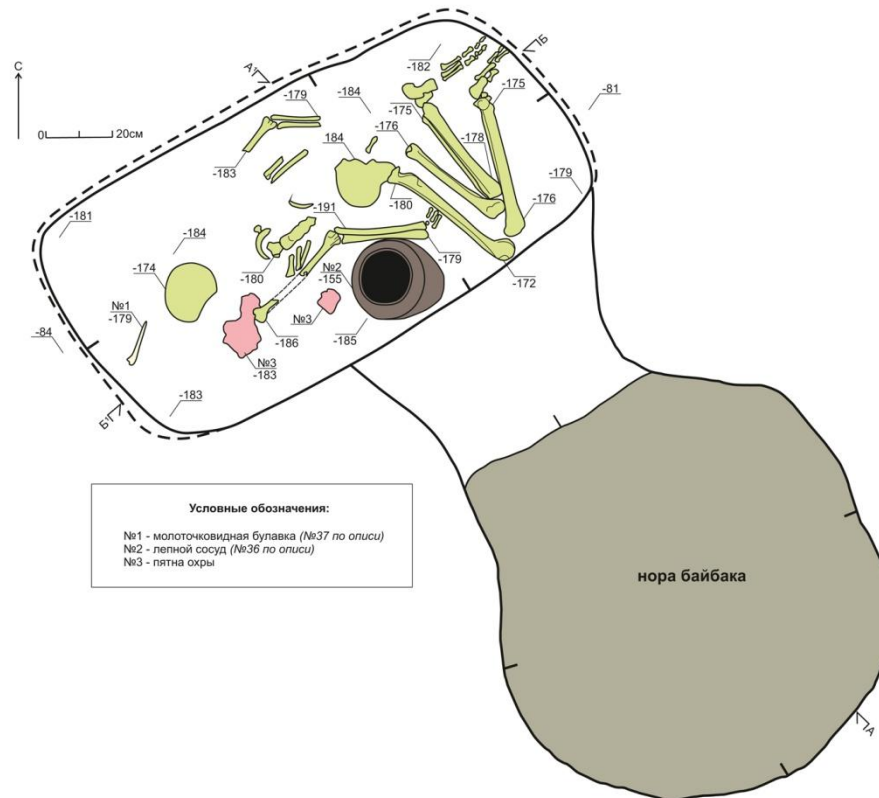 С
0 20см
А¹
Б
-182
-81
-179
-184
-175
-175
-176
184
-178
-183
-179
-191
-180
-176
-181
-184
-180
-179
-172
-174
№2
-155
№1
-179
№3
-84
-186
-185
№3
-183
-183
Б¹
Условные обозначения:
№1 - молоточковидная булавка (№37 по описи)
№2 - лепной сосуд (№36 по описи)
№3 - пятна охры
нора байбака
А